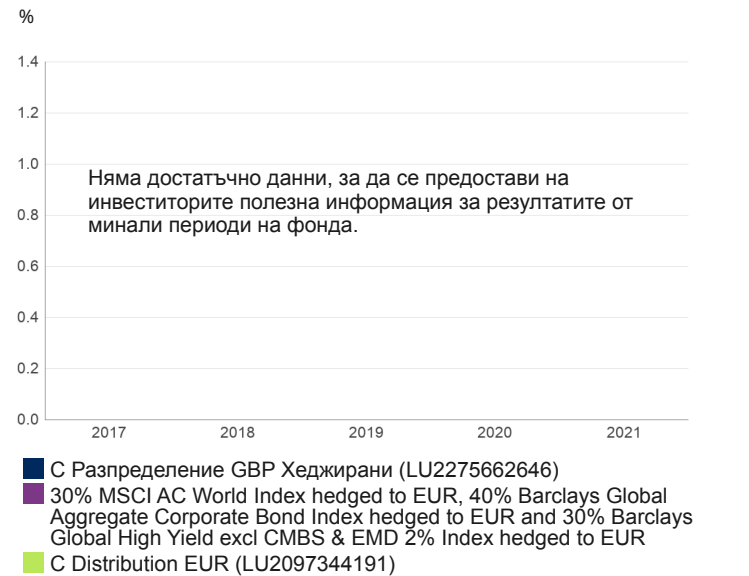 %
1.4
1.2
1.0
0.8
0.6
0.4
0.2
0.0
Няма достатъчно данни, за да се предостави на
инвеститорите полезна информация за резултатите от
минали периоди на фонда.
2017 2018 2019 2020 2021
С Разпределение GBP Хеджирани (LU2275662646)
30% MSCI AC World Index hedged to EUR, 40% Barclays Global
Aggregate Corporate Bond Index hedged to EUR and 30% Barclays
Global High Yield excl CMBS & EMD 2% Index hedged to EUR
C Distribution EUR (LU2097344191)